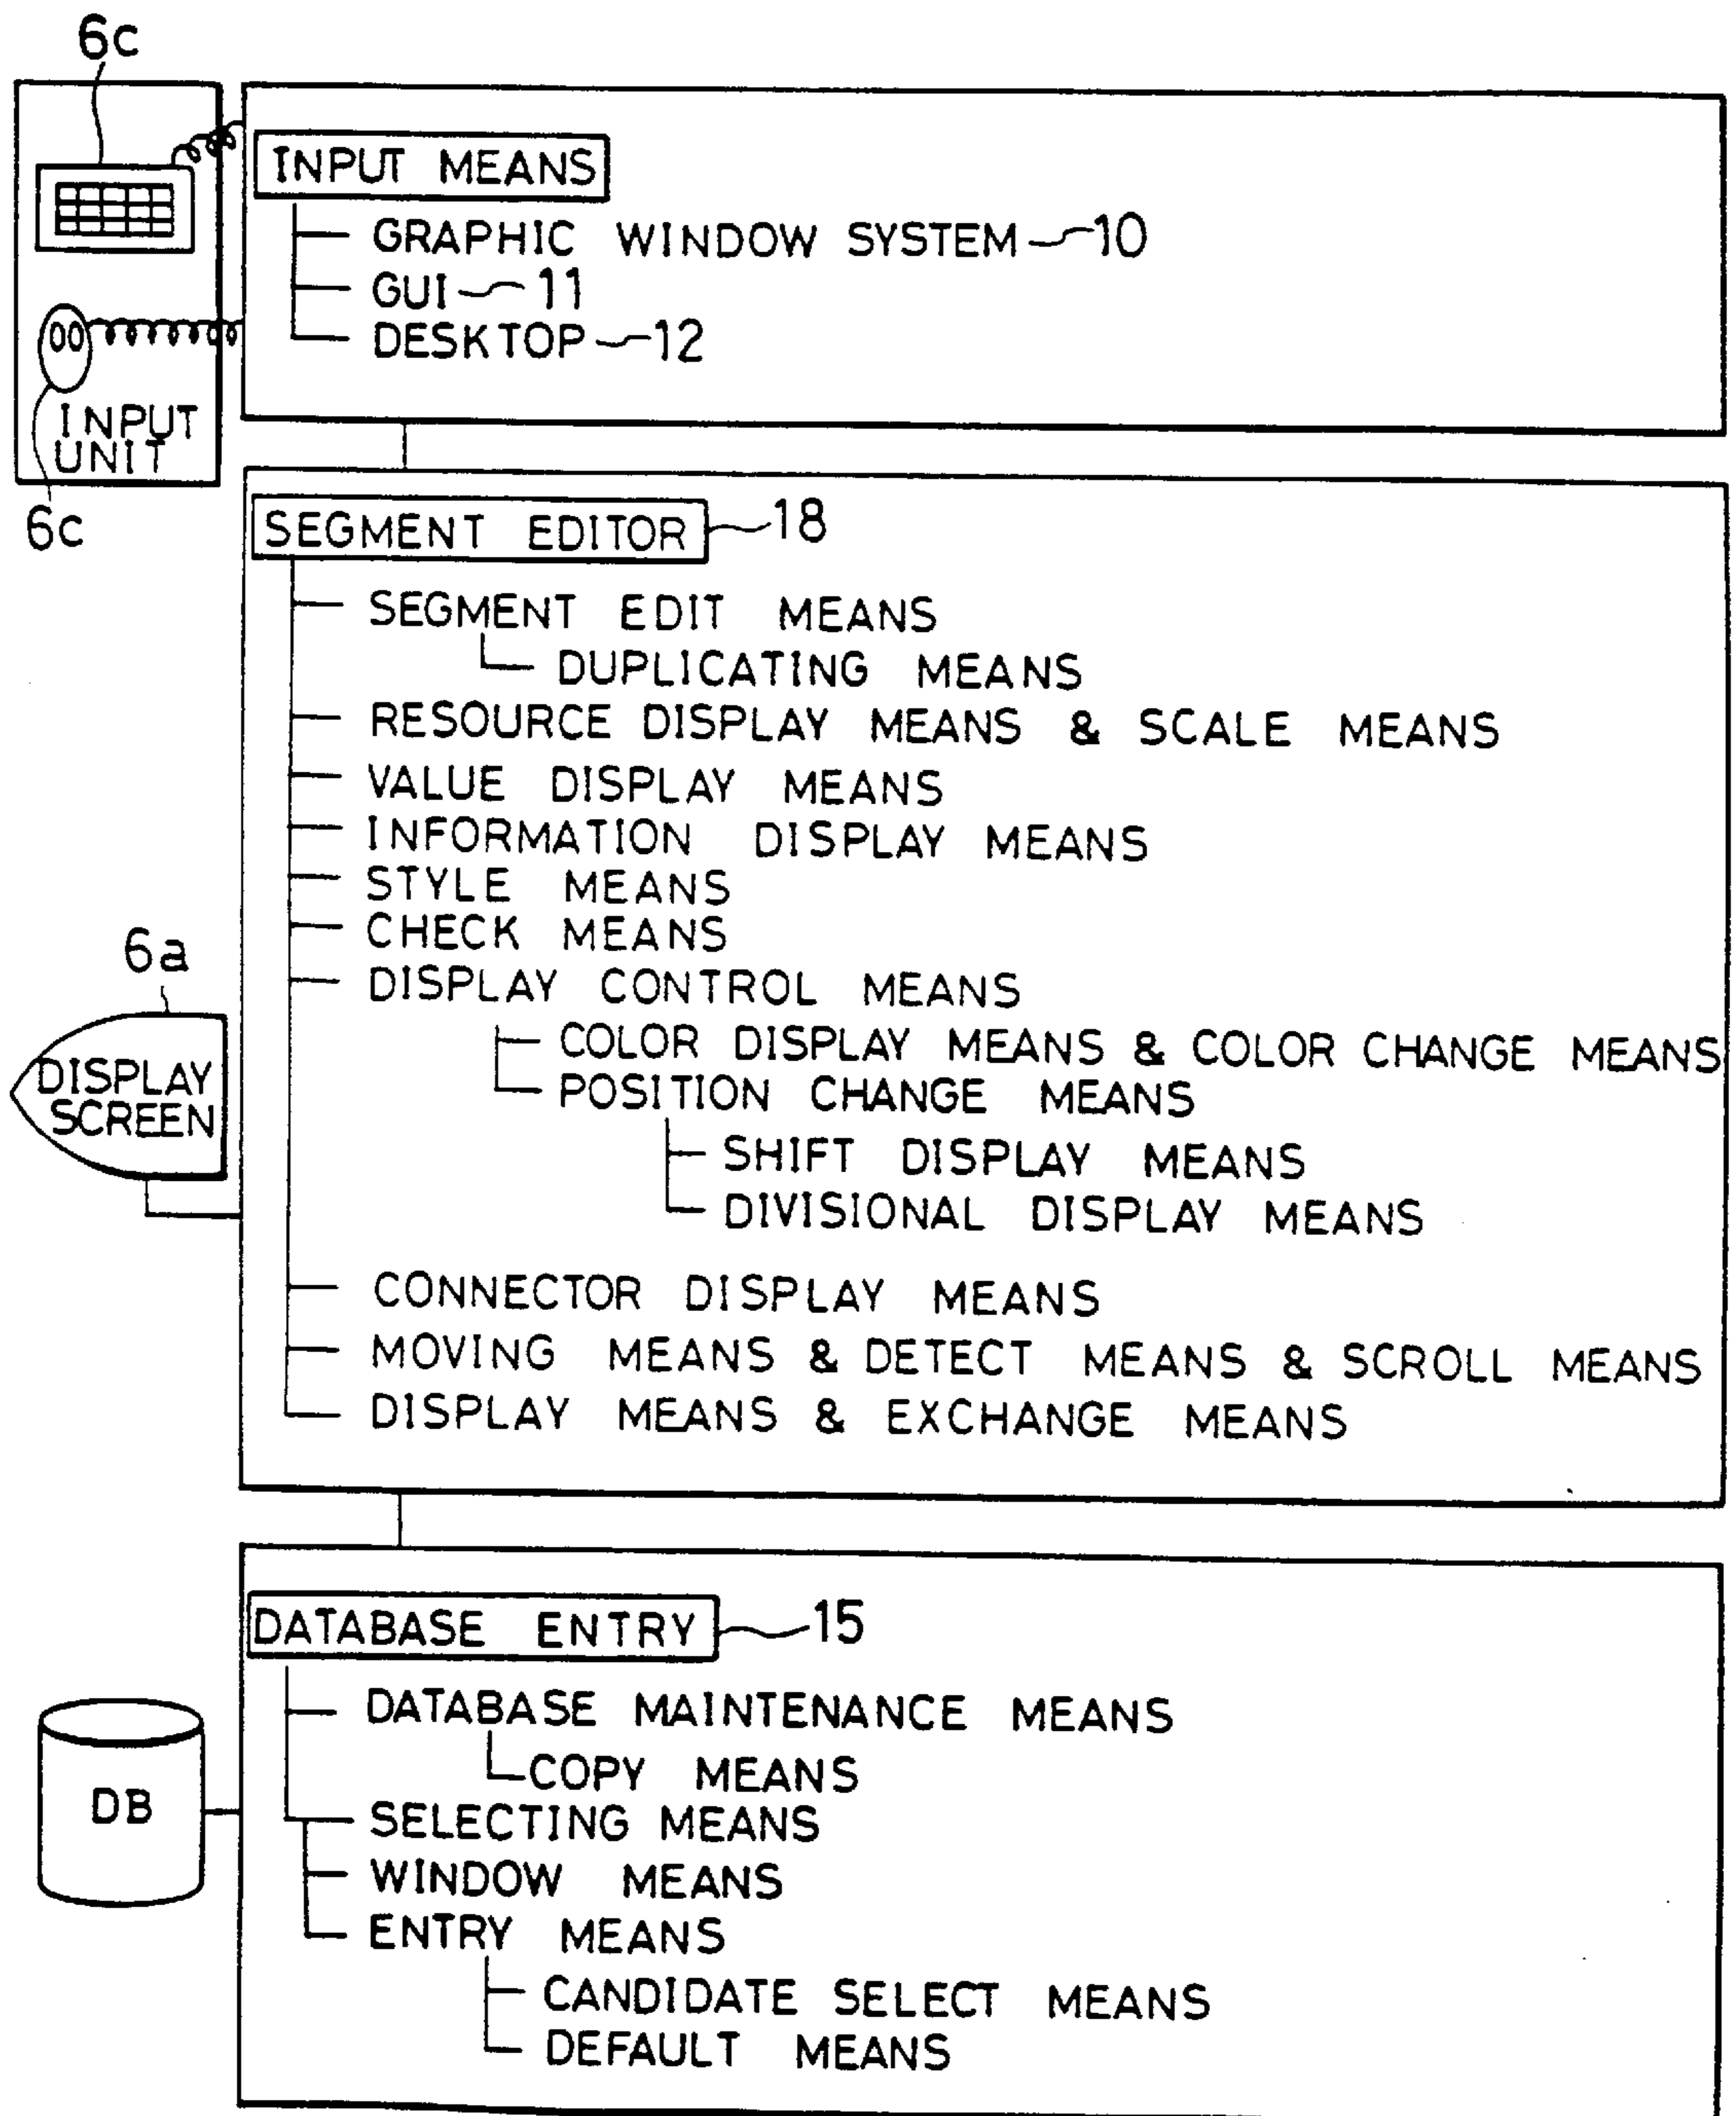 6c
INPUT MEANS
GRAPHIC WINDOW SYSTEM 10
GUI 11
DESKTOP 12
INPUT
UNIT
6c
SEGMENT EDITOR 18
SEGMENT EDIT MEANS
DUPLICATING MEANS
RESOURCE DISPLAY MEANS & SCALE MEANS
VALUE DISPLAY MEANS
INFORMATION DISPLAY MEANS
STYLE MEANS
CHECK MEANS
DISPLAY CONTROL MEANS
COLOR DISPLAY MEANS & COLOR CHANGE MEANS
POSITION CHANGE MEANS
SHIFT DISPLAY MEANS
DIVISIONAL DISPLAY MEANS
6a
DISPLAY
SCREEN
CONNECTOR DISPLAY MEANS
MOVING MEANS & DETECT MEANS & SCROLL MEANS
DISPLAY MEANS & EXCHANGE MEANS
DATABASE ENTRY 15
DATABASE MAINTENANCE MEANS
COPY MEANS
DB
SELECTING MEANS
WINDOW MEANS
ENTRY MEANS
CANDIDATE SELECT MEANS
DEFAULT MEANS